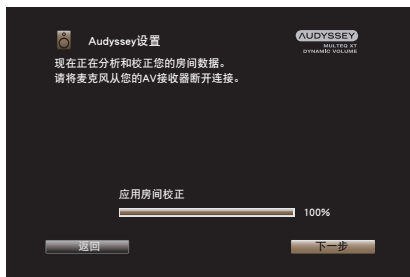 Audyssey设置
AUDYSSEY
MULTEQ XT
DYNAMIC VOLUME
现在正在分析和校正您的房间数据。
请将麦克风从您的AV接收器断开连接。
应用房间校正
100%
返回
下一步